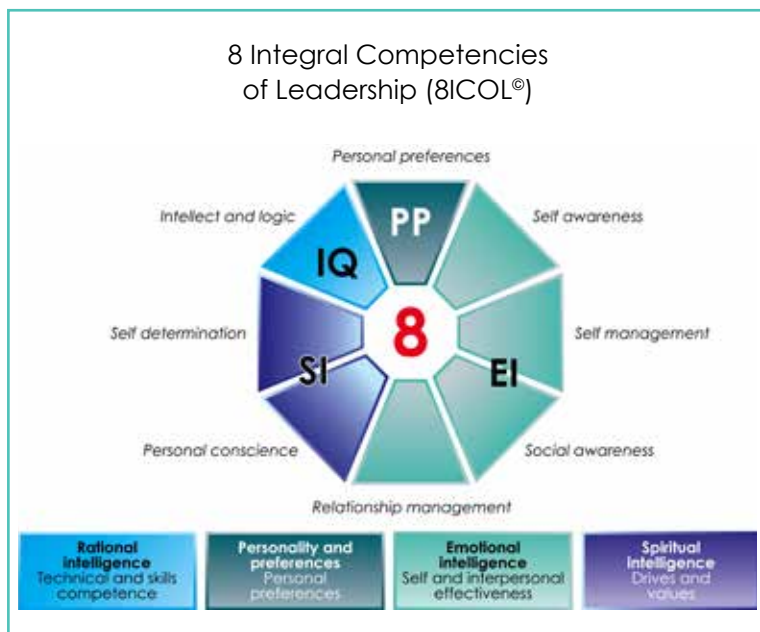 8 Integral Competencies
of Leadership (8ICOL©)
Personal preferences
Intellect and logic
PP
Self awareness
IQ
Self determination
8
Self management
SI
EI
Personal conscience
Social awareness
Relationship management
Rational
intelligence
Technical and skills
competence
Personality and
preferences
Personal
preferences
Emotional
intelligence
Self and interpersonal
effectiveness
Spiritual
Intelligence
Drives and
values